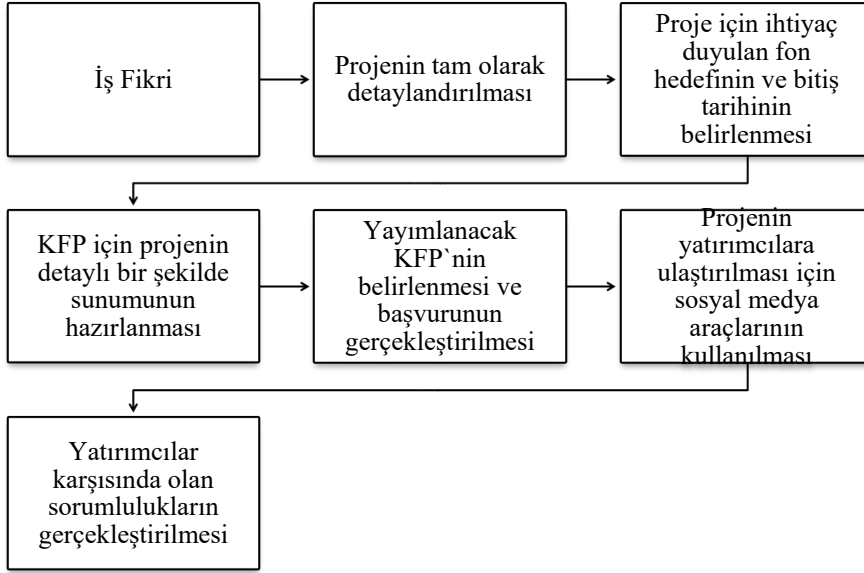 İş Fikri
Projenin tam olarak
detaylandırılması
Proje için ihtiyaç
duyulan fon
hedefinin ve bitiş
tarihinin
belirlenmesi
KFP için projenin
detaylı bir şekilde
sunumunun
hazırlanması
Yayımlanacak
KFP`nin
belirlenmesi ve
başvurunun
gerçekleştirilmesi
Projenin
yatırımcılara
ulaştırılması için
sosyal medya
araçlarının
kullanılması
Yatırımcılar
karşısında olan
sorumlulukların
gerçekleştirilmesi